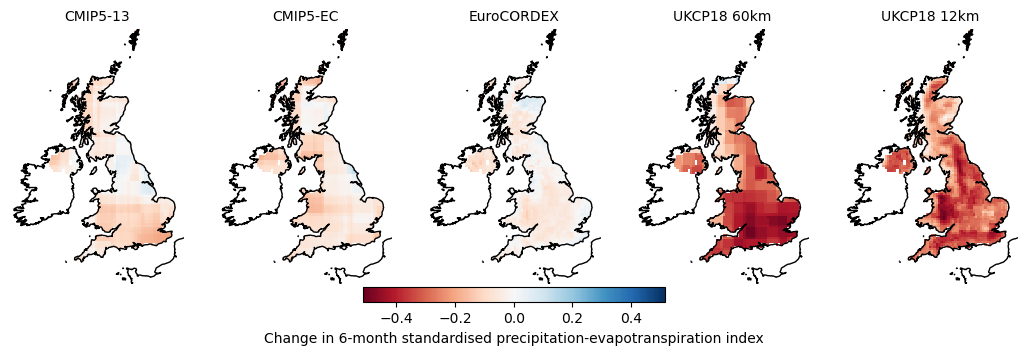 CMIP5-13 CMIP5-EC EuroCORDEX UKCP18 60km UKCP18 12km
−0.4 −0.2 0.0 0.2 0.4
Change in 6-month standardised precipitation-evapotranspiration index